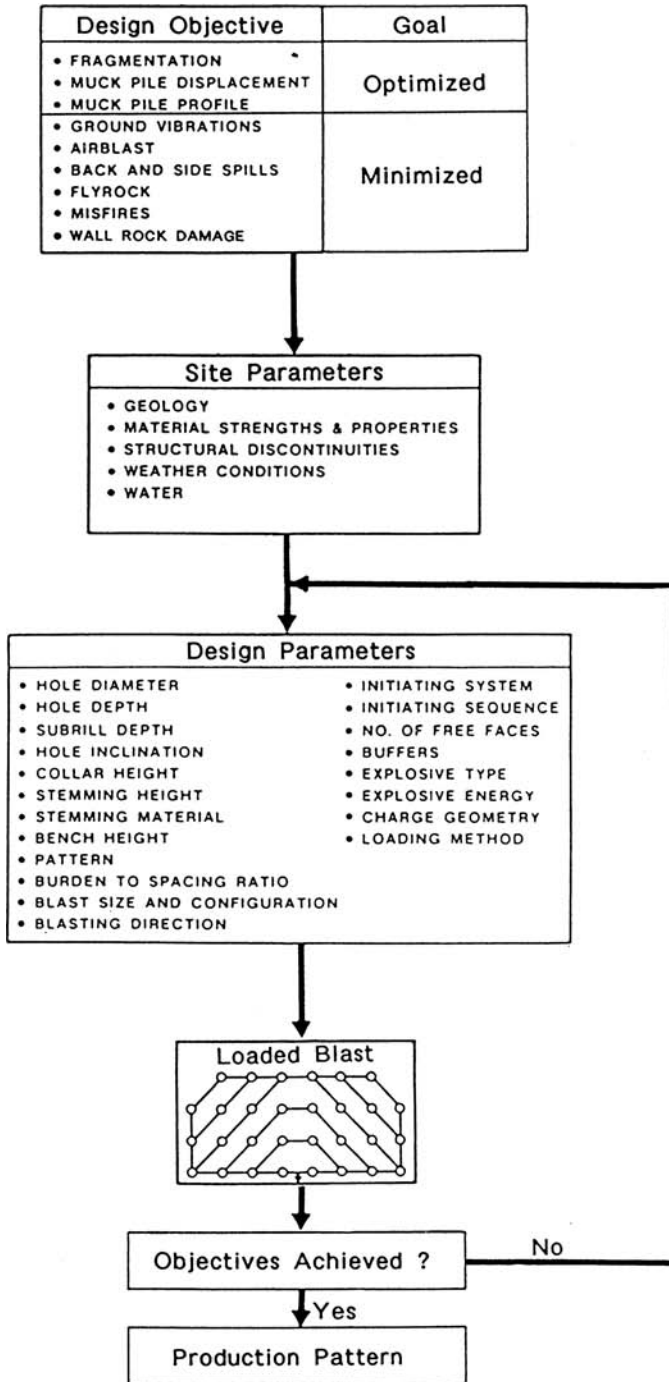 Design Objective
Goal
• FRAGMENTATION
• MUCK PILE DISPLACEMENT
• MUCK PILE PROFILE
Optimized
• GROUND VIBRATIONS
• AIRBLAST
• BACK AND SIDE SPILLS
• FLYROCK
• MISFIRES
• WALL ROCK DAMAGE
Minimized
Site Parameters
• GEOLOGY
• MATERIAL STRENGTHS & PROPERTIES
• STRUCTURAL DISCONTINUITIES
• WEATHER CONDITIONS
• WATER
Design Parameters
• HOLE DIAMETER
• HOLE DEPTH
• SUBRILL DEPTH
• HOLE INCLINATION
• COLLAR HEIGHT
• STEMMING HEIGHT
• STEMMING MATERIAL
• BENCH HEIGHT
• PATTERN
• BURDEN TO SPACING RATIO
• BLAST SIZE AND CONFIGURATION
• BLASTING DIRECTION
• INITIATING SYSTEM
• INITIATING SEQUENCE
• NO. OF FREE FACES
• BUFFERS
• EXPLOSIVE TYPE
• EXPLOSIVE ENERGY
• CHARGE GEOMETRY
• LOADING METHOD
Loaded Blast
Objectives Achieved ?
No
Yes
Production Pattern